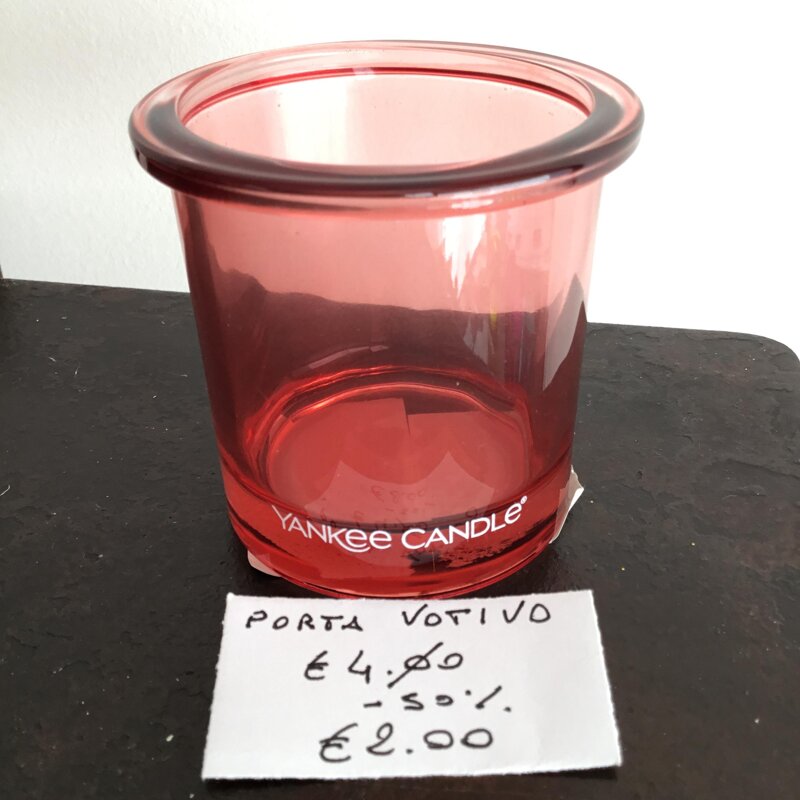 YANKEE CANDLE®
PORTA VOTIVO
€ 4.00
-50%.
€ 2.00